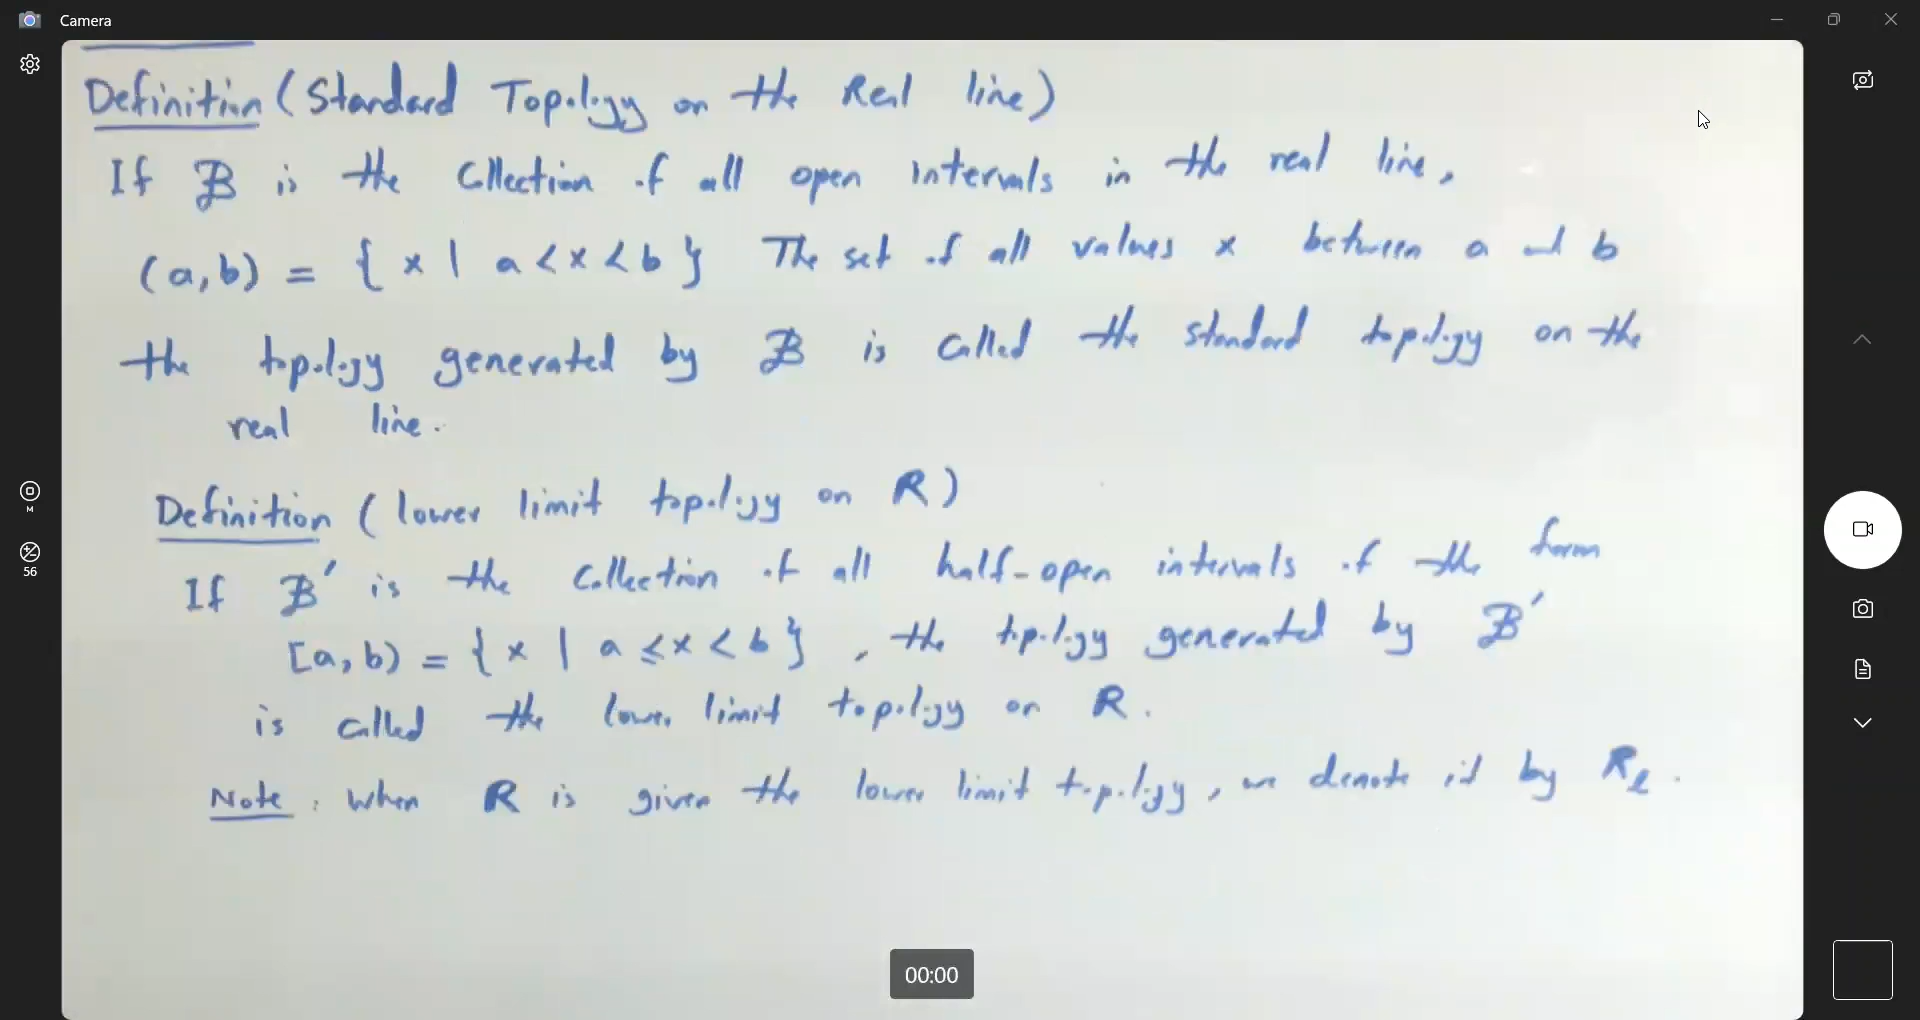 Camera
Definition (Standard Topology on the Real line)
If B is the Collection of all open intervals in the real line,
(a,b) = { x | a < x < b } The set of all values x between a and b
the topology generated by B is called the standard topology on the
real line.
Definition (lower limit topology on R)
If B' is the Collection of all half-open intervals of the form
[a,b) = { x | a ≤ x < b } , the topology generated by B'
is called the lower limit topology on R.
Note : when R is given the lower limit topology, we denote it by Rℓ.
M
56
00:00